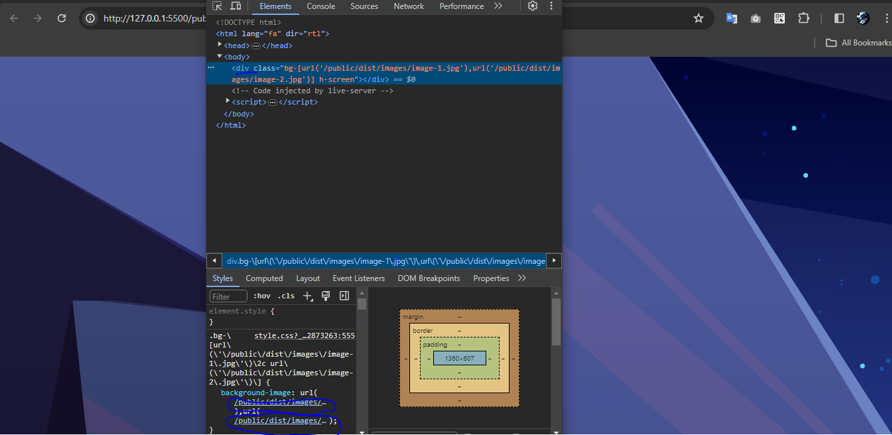 Elements Console Sources Network Performance
http://127.0.0.1:5500/pub
All Bookmarks
<!DOCTYPE html>
<html lang="fa" dir="rtl">
<head> </head>
<body>
<div class="bg-[url('/public/dist/images/image-1.jpg'),url('/public/dist/im
ages/image-2.jpg')] h-screen"></div> == $0
<!-- Code injected by live-server -->
<script> </script>
</body>
</html>
div.bg-\[url\(\'\/public\/dist\/images\/image-1\.jpg\'\)\,url\(\'\/public\/dist\/images\/image
Styles Computed Layout Event Listeners DOM Breakpoints Properties
Filter :hov .cls
element.style {
}
.bg-\ style.css?_…2873263:555
[url\
(\'\/public\/dist\/images\/image-
1\.jpg\'\)\2c url\
(\'\/public\/dist\/images\/image-
2\.jpg\'\)\] {
background-image: url(
/public/dist/images/…
),url(
/public/dist/images/… );
}
margin
border
padding
1360×607